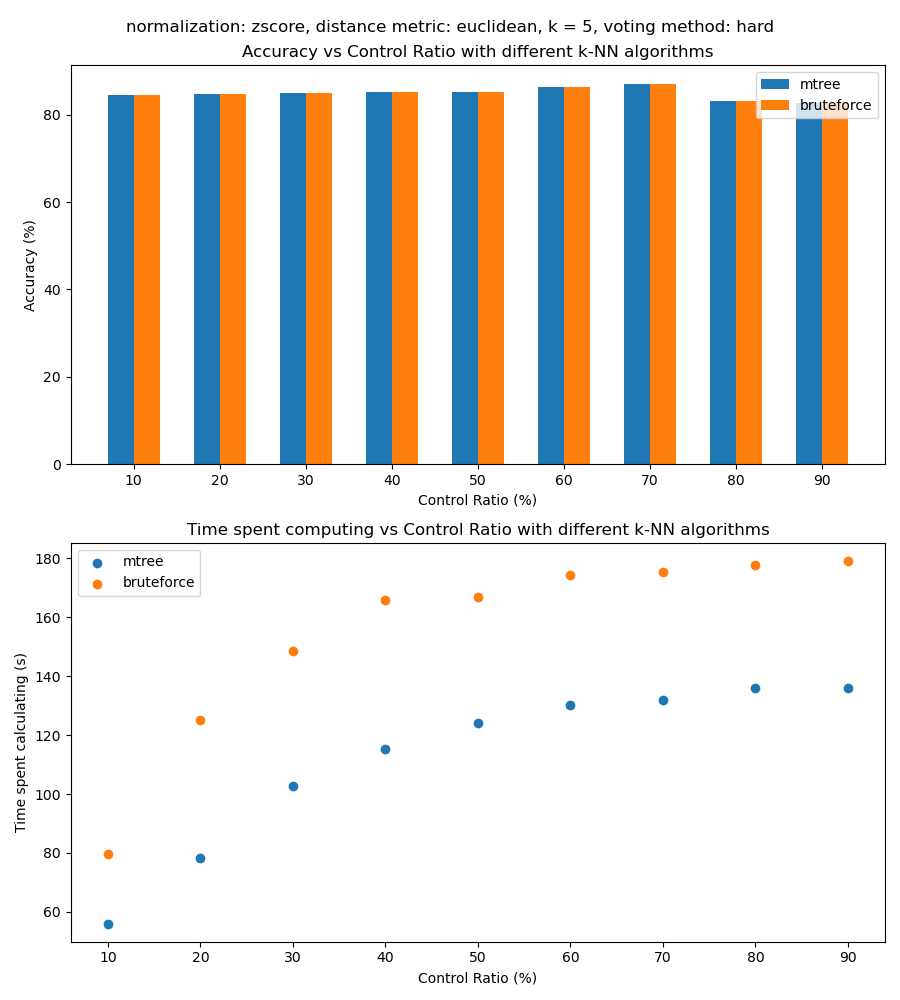 normalization: zscore, distance metric: euclidean, k = 5, voting method: hard
Accuracy vs Control Ratio with different k-NN algorithms
mtree
bruteforce
80
60
40
20
0
Accuracy (%)
10 20 30 40 50 60 70 80 90
Control Ratio (%)
Time spent computing vs Control Ratio with different k-NN algorithms
mtree
bruteforce
180
160
140
120
100
80
60
Time spent calculating (s)
10 20 30 40 50 60 70 80 90
Control Ratio (%)